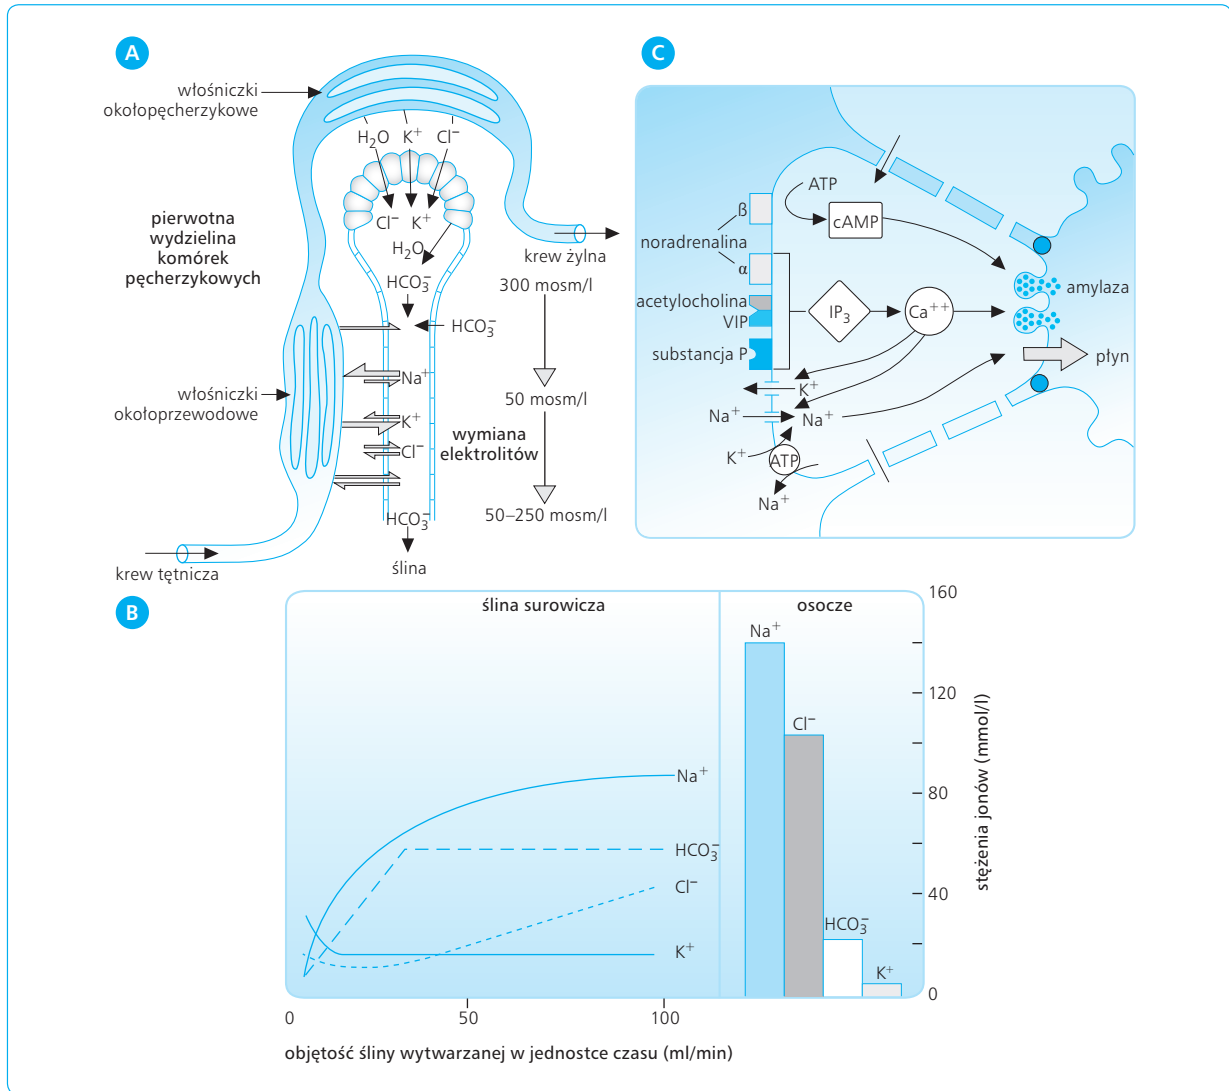 A
włośniczki
okołopęcherzykowe
H₂O K⁺ Cl⁻
pierwotna
wydzielina
komórek
pęcherzykowych
Cl⁻ K⁺
H₂O
HCO₃⁻
krew żylna
300 mosm/l
HCO₃⁻
Na⁺
włośniczki
okołoprzewodowe
50 mosm/l
K⁺
Cl⁻
wymiana
elektrolitów
HCO₃⁻
50–250 mosm/l
krew tętnicza
ślina
C
ATP
β
cAMP
noradrenalina
α
amylaza
acetylocholina
VIP
IP₃
Ca⁺⁺
substancja P
płyn
K⁺
Na⁺ Na⁺
K⁺
ATP
Na⁺
B
ślina surowicza
osocze
160
Na⁺
120
Cl⁻
Na⁺
80
HCO₃⁻
Cl⁻
40
HCO₃⁻
K⁺
K⁺
0
stężenia jonów (mmol/l)
0 50 100
objętość śliny wytwarzanej w jednostce czasu (ml/min)